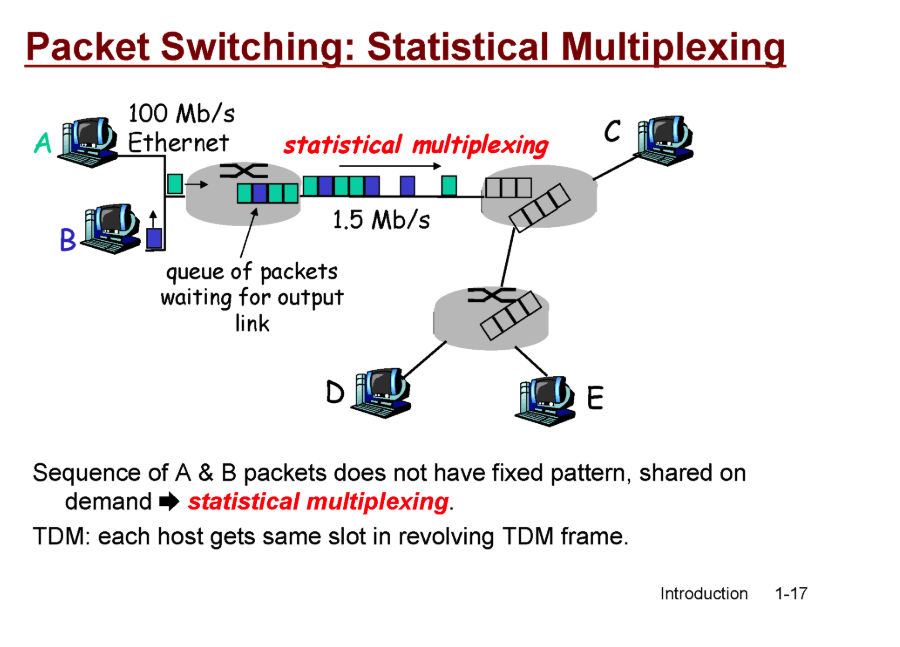 Packet Switching: Statistical Multiplexing
100 Mb/s
Ethernet
A
statistical multiplexing
C
1.5 Mb/s
B
queue of packets
waiting for output
link
D
E
Sequence of A & B packets does not have fixed pattern, shared on
demand ➡ statistical multiplexing.
TDM: each host gets same slot in revolving TDM frame.
Introduction 1-17